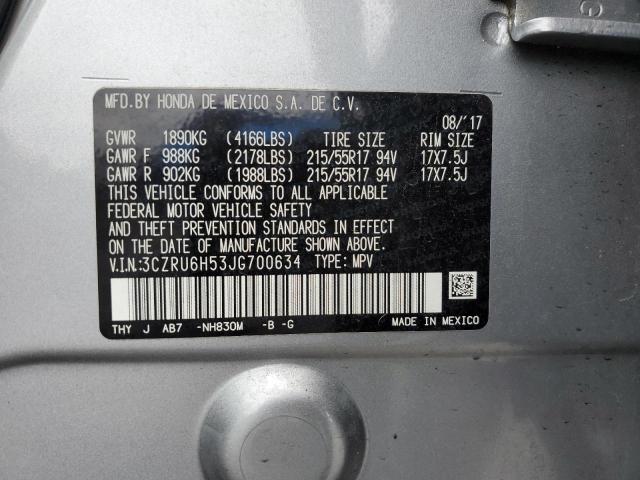 MFD.BY HONDA DE MEXICO S.A. DE C.V.
08/'17
GVWR 1890KG (4166LBS) TIRE SIZE RIM SIZE
GAWR F 988KG (2178LBS) 215/55R17 94V 17X7.5J
GAWR R 902KG (1988LBS) 215/55R17 94V 17X7.5J
THIS VEHICLE CONFORMS TO ALL APPLICABLE
FEDERAL MOTOR VEHICLE SAFETY
AND THEFT PREVENTION STANDARDS IN EFFECT
ON THE DATE OF MANUFACTURE SHOWN ABOVE.
V.I.N:3CZRU6H53JG700634 TYPE: MPV
THY J AB7 -NH830M -B -G MADE IN MEXICO